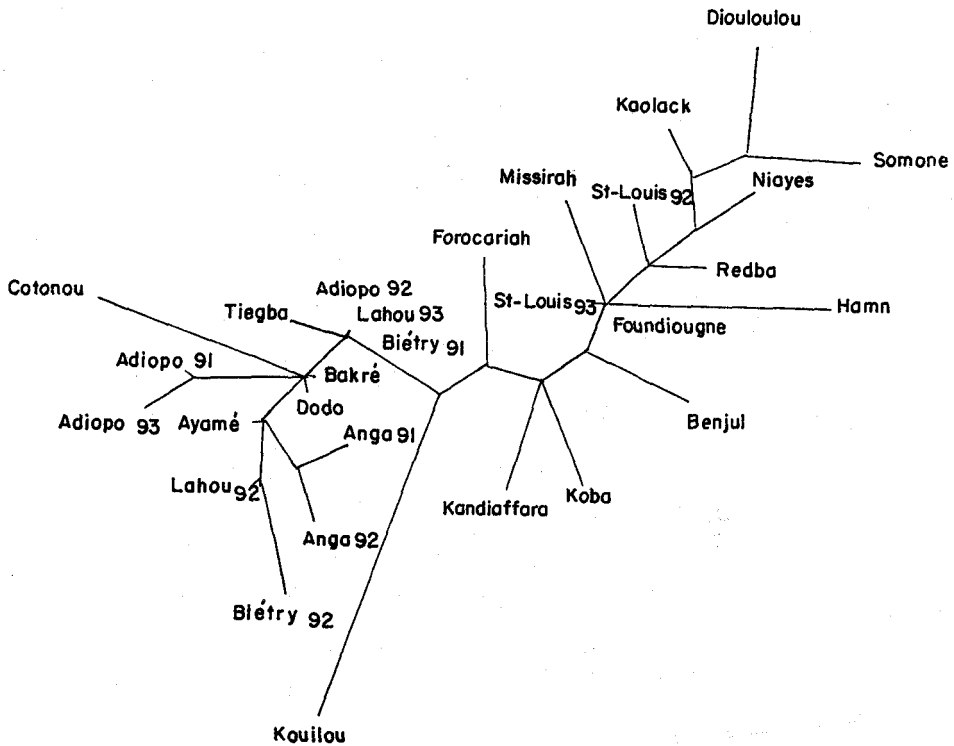 Diouloulou
Kaolack
Somone
Missirah
St-Louis 92
Niayes
Forocariah
Redba
Cotonou
Adiopo 92
Tiegba
Lahou 93
St-Louis 93
Hamn
Foundiougne
Biétry 91
Adiopo 91
Bakré
Dodo
Adiopo 93
Ayamé
Benjul
Anga 91
Lahou 92
Kandiaffara
Koba
Anga 92
Biétry 92
Kouilou